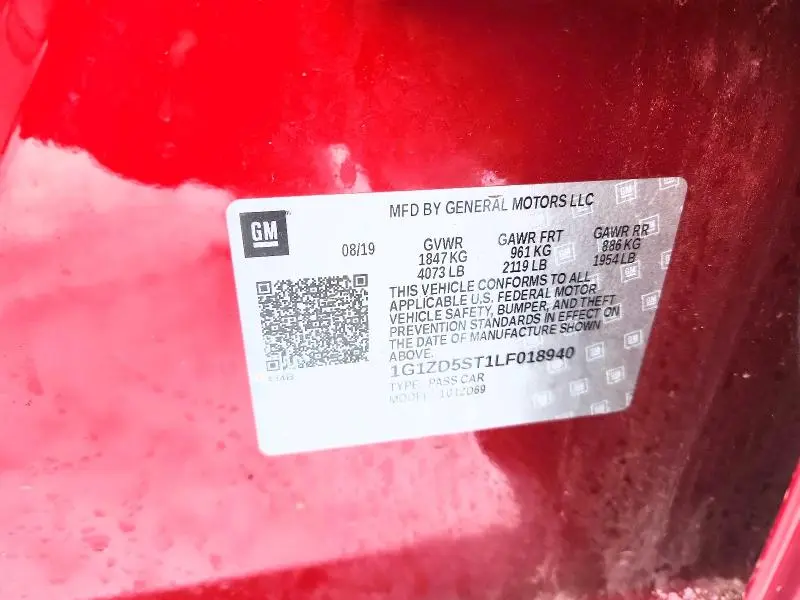 GM
MFD BY GENERAL MOTORS LLC
08/19
GVWR
1847 KG
4073 LB
GAWR FRT
961 KG
2119 LB
GAWR RR
886 KG
1954 LB
THIS VEHICLE CONFORMS TO ALL
APPLICABLE U.S. FEDERAL MOTOR
VEHICLE SAFETY, BUMPER, AND THEFT
PREVENTION STANDARDS IN EFFECT ON
THE DATE OF MANUFACTURE SHOWN
ABOVE.
1G1ZD5ST1LF018940
TYPE: PASS CAR
MODEL: 1G1ZD69